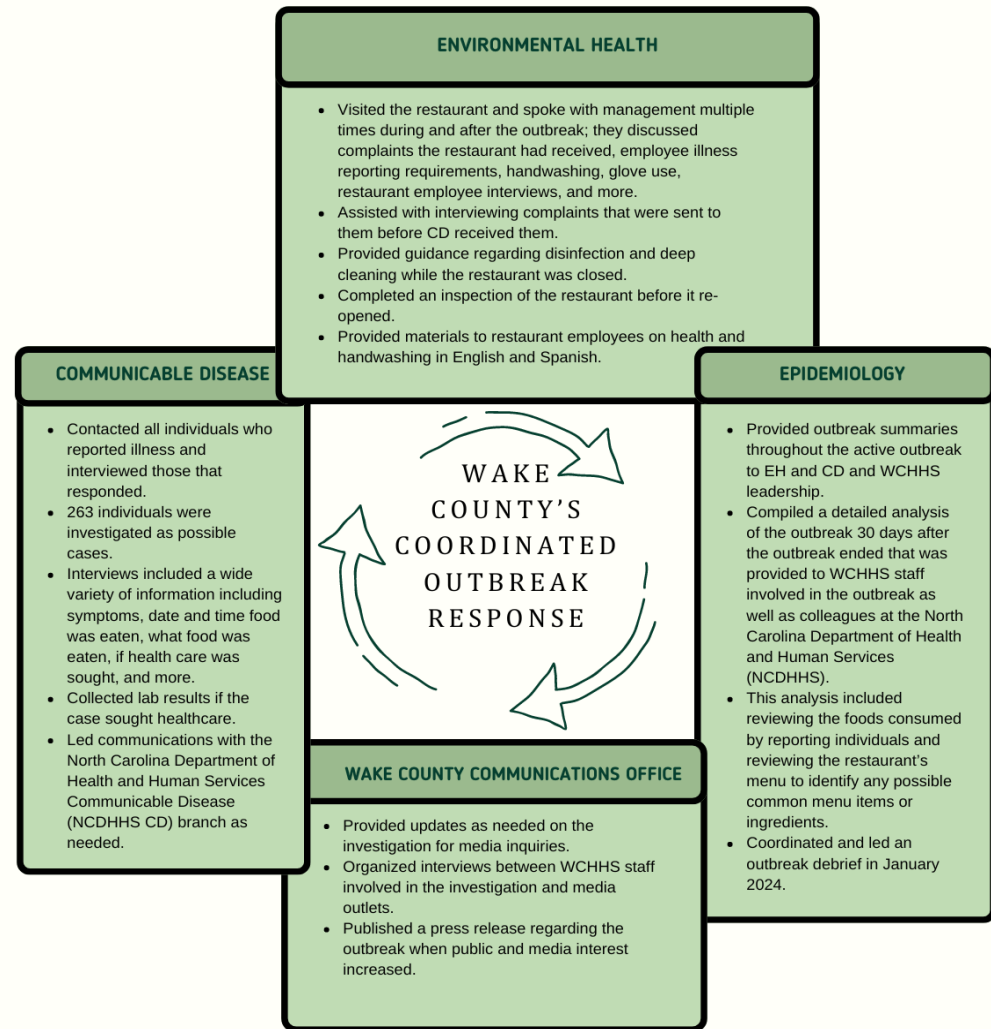 ENVIRONMENTAL HEALTH
• Visited the restaurant and spoke with management multiple
times during and after the outbreak; they discussed
complaints the restaurant had received, employee illness
reporting requirements, handwashing, glove use,
restaurant employee interviews, and more.
• Assisted with interviewing complaints that were sent to
them before CD received them.
• Provided guidance regarding disinfection and deep
cleaning while the restaurant was closed.
• Completed an inspection of the restaurant before it re-
opened.
• Provided materials to restaurant employees on health and
handwashing in English and Spanish.
COMMUNICABLE DISEASE
• Contacted all individuals who
reported illness and
interviewed those that
responded.
• 263 individuals were
investigated as possible
cases.
• Interviews included a wide
variety of information including
symptoms, date and time food
was eaten, what food was
eaten, if health care was
sought, and more.
• Collected lab results if the
case sought healthcare.
• Led communications with the
North Carolina Department of
Health and Human Services
Communicable Disease
(NCDHHS CD) branch as
needed.
WAKE
COUNTY'S
COORDINATED
OUTBREAK
RESPONSE
EPIDEMIOLOGY
• Provided outbreak summaries
throughout the active outbreak
to EH and CD and WCHHS
leadership.
• Compiled a detailed analysis
of the outbreak 30 days after
the outbreak ended that was
provided to WCHHS staff
involved in the outbreak as
well as colleagues at the North
Carolina Department of Health
and Human Services
(NCDHHS).
• This analysis included
reviewing the foods consumed
by reporting individuals and
reviewing the restaurant's
menu to identify any possible
common menu items or
ingredients.
• Coordinated and led an
outbreak debrief in January
2024.
WAKE COUNTY COMMUNICATIONS OFFICE
• Provided updates as needed on the
investigation for media inquiries.
• Organized interviews between WCHHS staff
involved in the investigation and media
outlets.
• Published a press release regarding the
outbreak when public and media interest
increased.